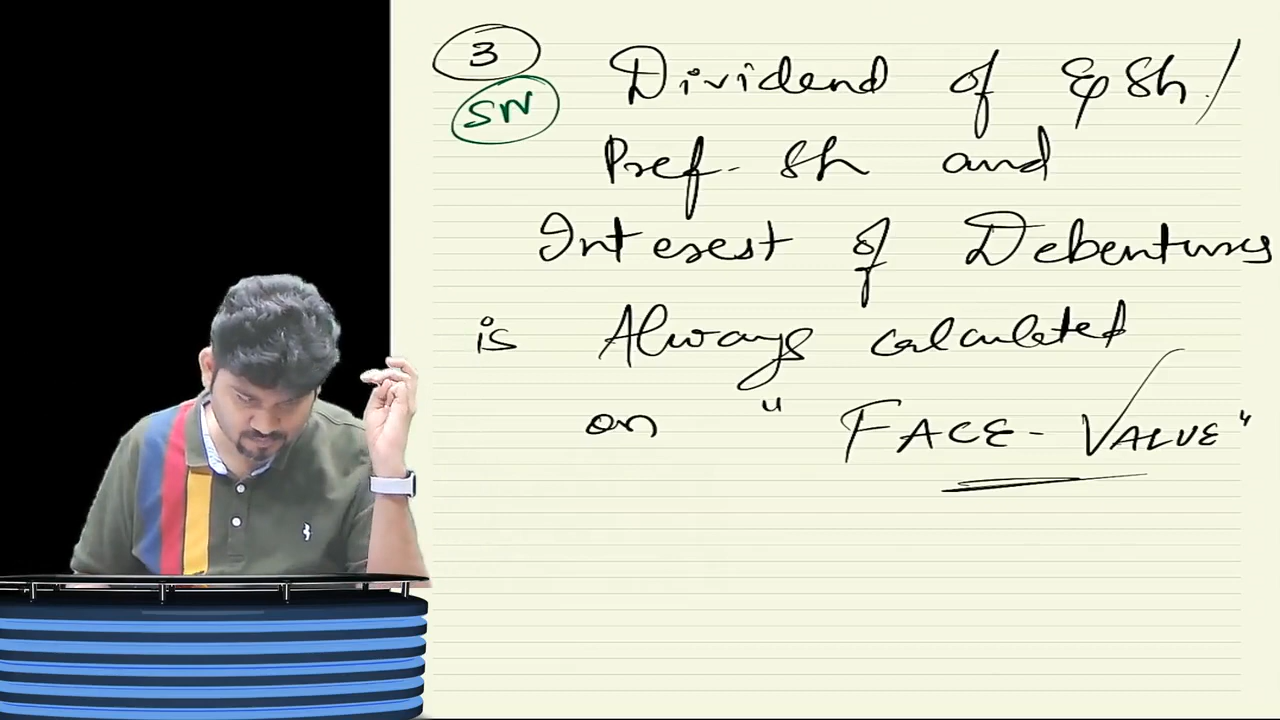 3
SN
Dividend of Eq Sh /
Pref. Sh and
Interest of Debentures
is Always calculated
on "FACE-VALUE"